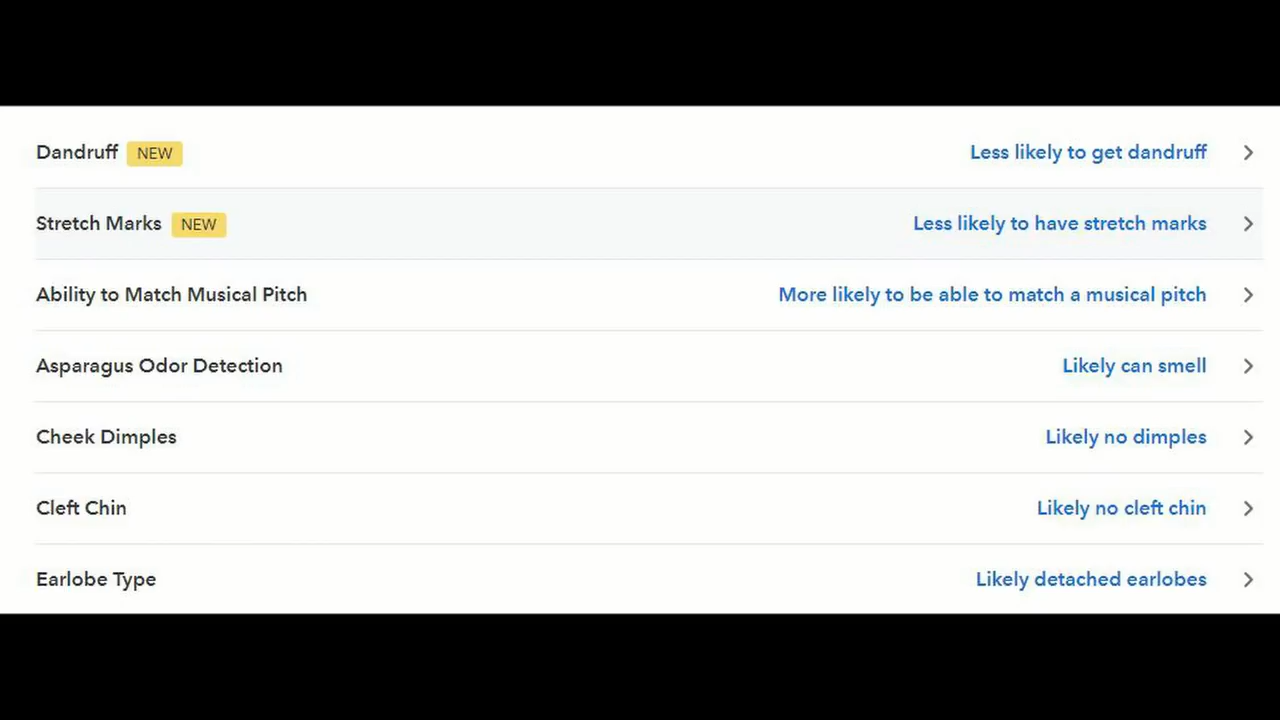 Dandruff NEW Less likely to get dandruff
Stretch Marks NEW Less likely to have stretch marks
Ability to Match Musical Pitch More likely to be able to match a musical pitch
Asparagus Odor Detection Likely can smell
Cheek Dimples Likely no dimples
Cleft Chin Likely no cleft chin
Earlobe Type Likely detached earlobes